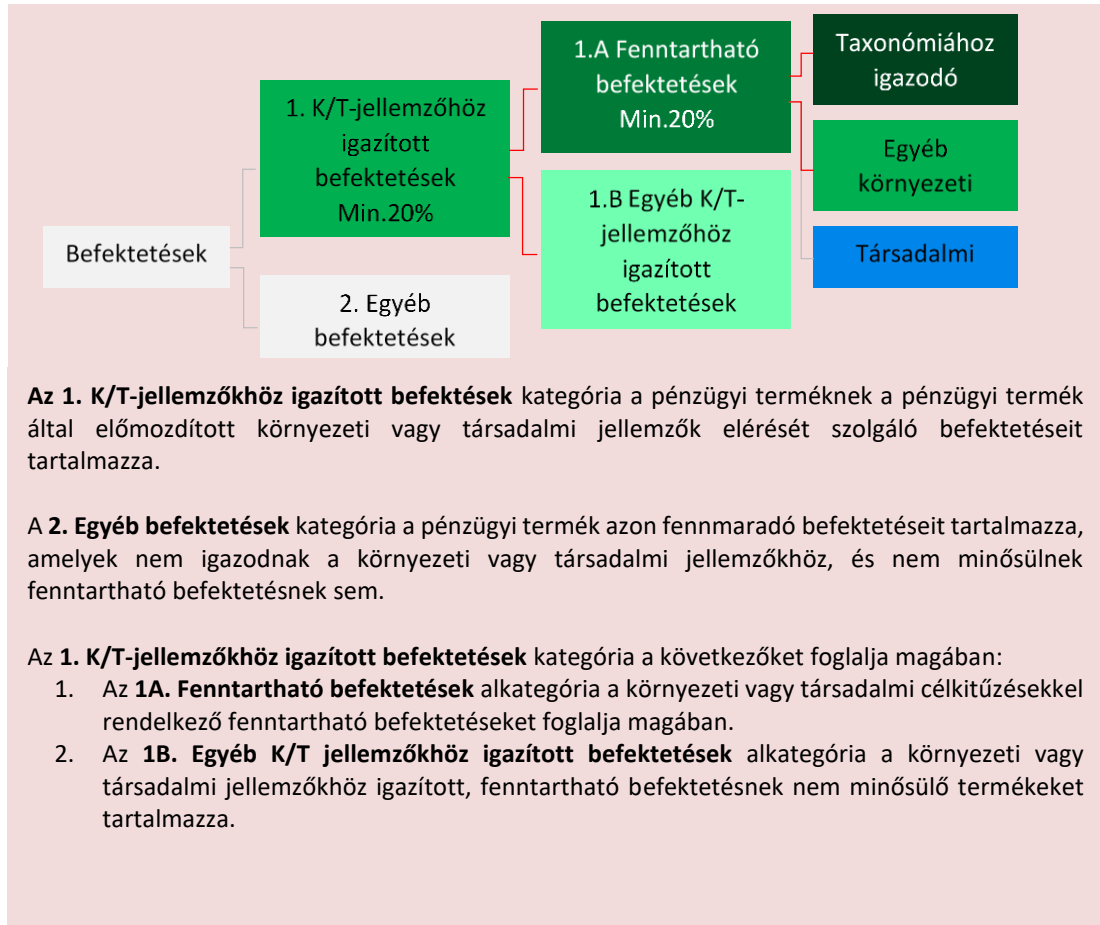 Befektetések
1. K/T-jellemzőhöz
igazított
befektetések
Min.20%
2. Egyéb
befektetések
1.A Fenntartható
befektetések
Min.20%
1.B Egyéb K/T-
jellemzőhöz
igazított
befektetések
Taxonómiához
igazodó
Egyéb
környezeti
Társadalmi
Az 1. K/T-jellemzőkhöz igazított befektésék kategória a pénzügyi terméknek a pénzügyi termék
által előmozdított környezeti vagy társadalmi jellemzők elérését szolgáló befektetéseit
tartalmazza.
A 2. Egyéb befektetések kategória a pénzügyi termék azon fennmaradó befektetéseit tartalmazza,
amelyek nem igazodnak a környezeti vagy társadalmi jellemzőkhöz, és nem minősülnek
fenntartható befektetésnek sem.
Az 1. K/T-jellemzőkhöz igazított befektetések kategória a következőket foglalja magában:
1. Az 1A. Fenntartható befektetések alkategória a környezeti vagy társadalmi célkitűzésekkel
rendelkező fenntartható befektetéseket foglalja magában.
2. Az 1B. Egyéb K/T jellemzőkhöz igazított befektetések alkategória a környezeti vagy
társadalmi jellemzőkhöz igazított, fenntartható befektetésnek nem minősülő termékeket
tartalmazza.